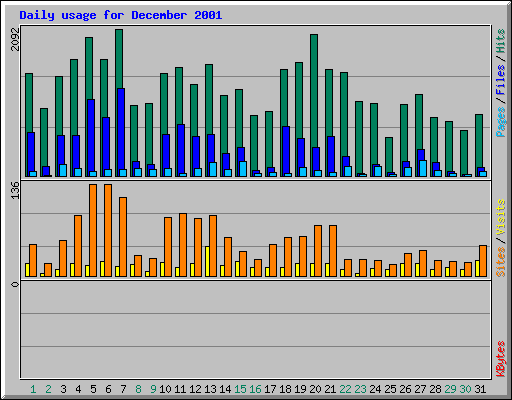 Daily usage for December 2001
2092
Pages / Files / Hits
136
Sites / Visits
0
KBytes
1 2 3 4 5 6 7 8 9 10 11 12 13 14 15 16 17 18 19 20 21 22 23 24 25 26 27 28 29 30 31